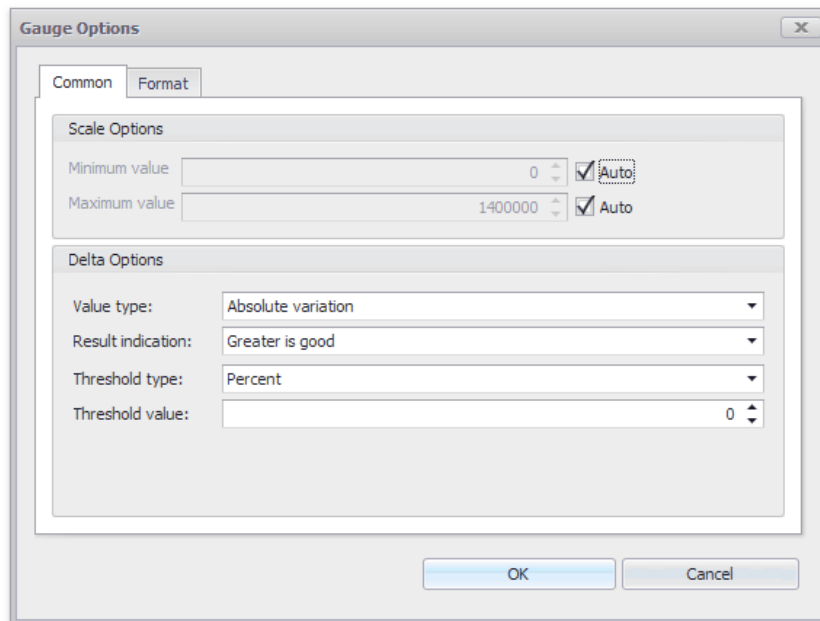 Gauge Options
Common Format
Scale Options
Minimum value 0 Auto
Maximum value 1400000 Auto
Delta Options
Value type: Absolute variation
Result indication: Greater is good
Threshold type: Percent
Threshold value: 0
OK Cancel